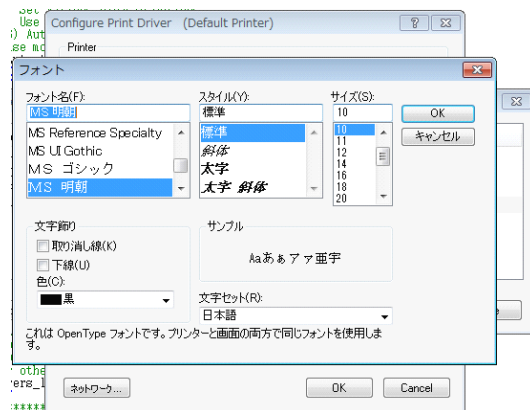 Configure Print Driver (Default Printer)
Printer
フォント
フォント名(F):
スタイル(Y):
サイズ(S):
MS 明朝
標準
10
OK
キャンセル
MS Reference Specialty
MS UI Gothic
MS ゴシック
MS 明朝
標準
斜体
太字
太字 斜体
10
11
12
14
16
18
20
文字飾り
取り消し線(K)
下線(U)
色(C):
黒
サンプル
Aaあぁアァ亜宇
文字セット(R):
日本語
これは OpenType フォントです。プリンターと画面の両方で同じフォントを使用しま
す。
ネットワーク...
OK
Cancel